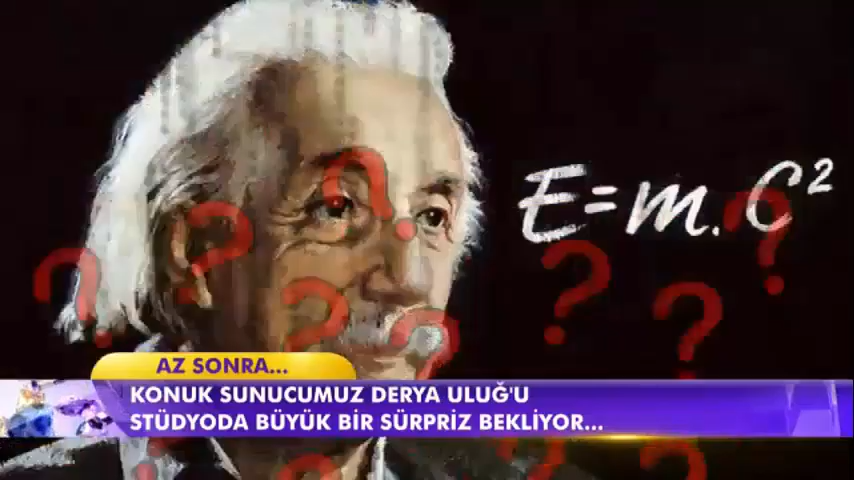 E=m.C²
AZ SONRA...
KONUK SUNUCUMUZ DERYA ULUĞ'U
STÜDYODA BÜYÜK BİR SÜRPRİZ BEKLİYOR...